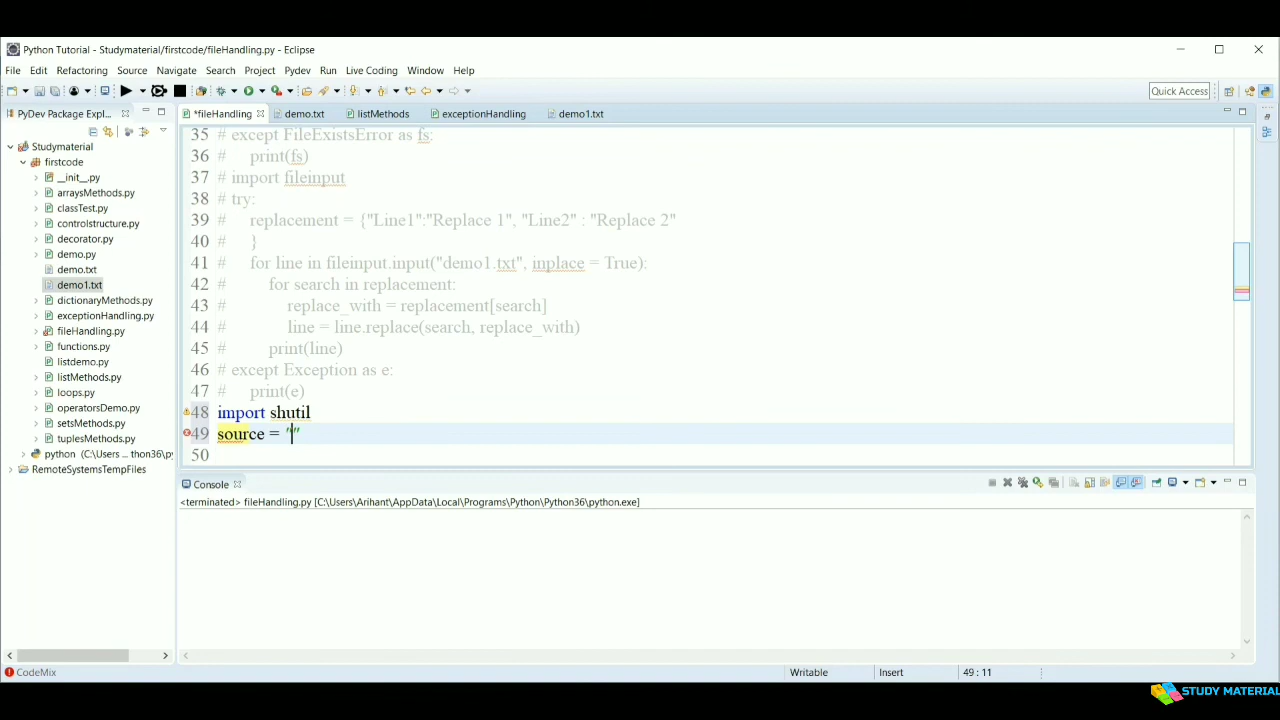 Python Tutorial - Studymaterial/firstcode/fileHandling.py - Eclipse
File Edit Refactoring Source Navigate Search Project Pydev Run Live Coding Window Help
Quick Access
PyDev Package Expl...
*fileHandling demo.txt listMethods exceptionHandling demo1.txt
Studymaterial
firstcode
__init__.py
arraysMethods.py
classTest.py
controlstructure.py
decorator.py
demo.py
demo.txt
demo1.txt
dictionaryMethods.py
exceptionHandling.py
fileHandling.py
functions.py
listdemo.py
listMethods.py
loops.py
operatorsDemo.py
setsMethods.py
tuplesMethods.py
python (C:\Users ... thon36\py
RemoteSystemsTempFiles
35 # except FileExistsError as fs:
36 # print(fs)
37 # import fileinput
38 # try:
39 # replacement = {"Line1":"Replace 1", "Line2" : "Replace 2"
40 # }
41 # for line in fileinput.input("demo1.txt", inplace = True):
42 # for search in replacement:
43 # replace_with = replacement[search]
44 # line = line.replace(search, replace_with)
45 # print(line)
46 # except Exception as e:
47 # print(e)
48 import shutil
49 source = ""
50
Console
<terminated> fileHandling.py [C:\Users\Arihant\AppData\Local\Programs\Python\Python36\python.exe]
CodeMix
Writable Insert 49 : 11
STUDY MATERIAL